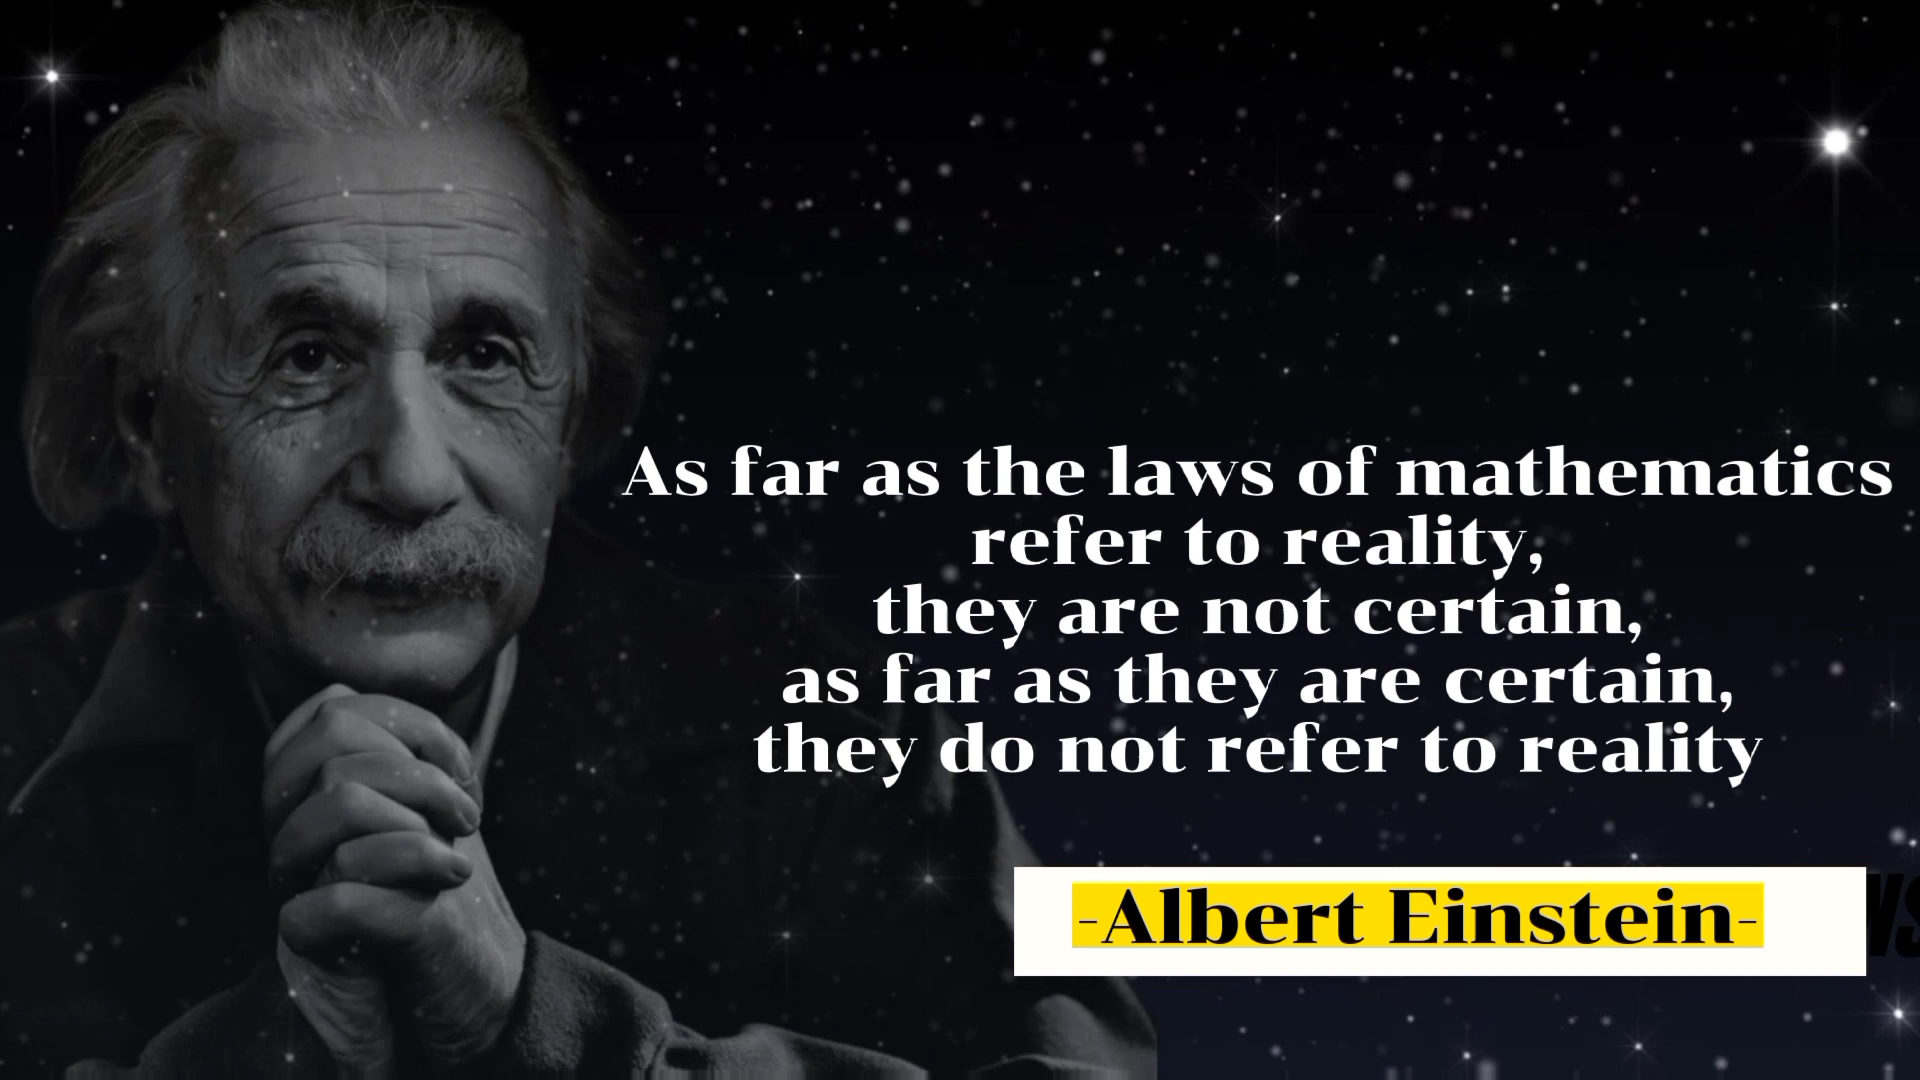 As far as the laws of mathematics
refer to reality,
they are not certain,
as far as they are certain,
they do not refer to reality
-Albert Einstein-